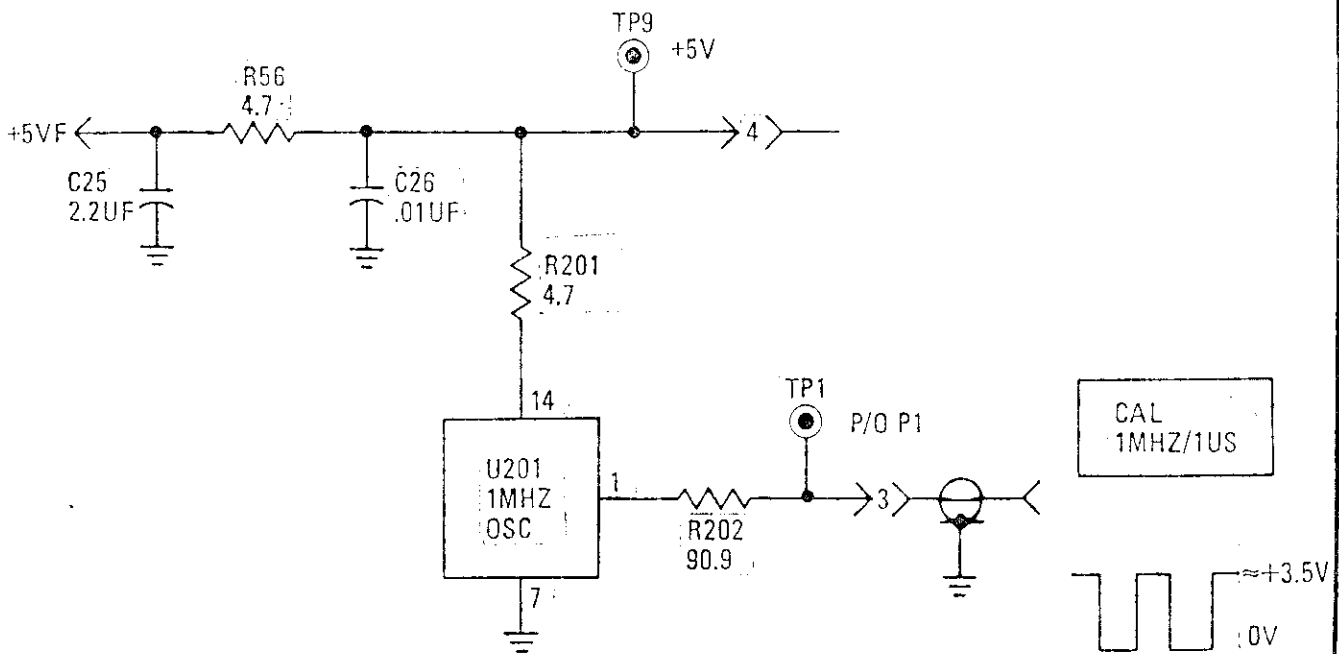 TP9
+5V
R56
4.7
+5VF
4
C25
2.2UF
C26
.01UF
R201
4.7
14
U201
1MHZ
OSC
1
7
R202
90.9
TP1
P/O P1
3
CAL
1MHZ/1US
≈+3.5V
0V